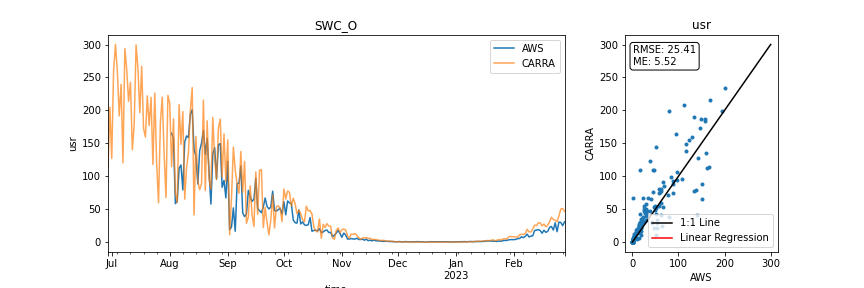 SWC_O
usr
300
250
200
150
100
50
0
Jul
Aug
Sep
Oct
Nov
Dec
Jan
2023
Feb
time
usr
AWS
CARRA
RMSE: 25.41
ME: 5.52
300
250
200
150
100
50
0
CARRA
0
100
200
300
AWS
1:1 Line
Linear Regression